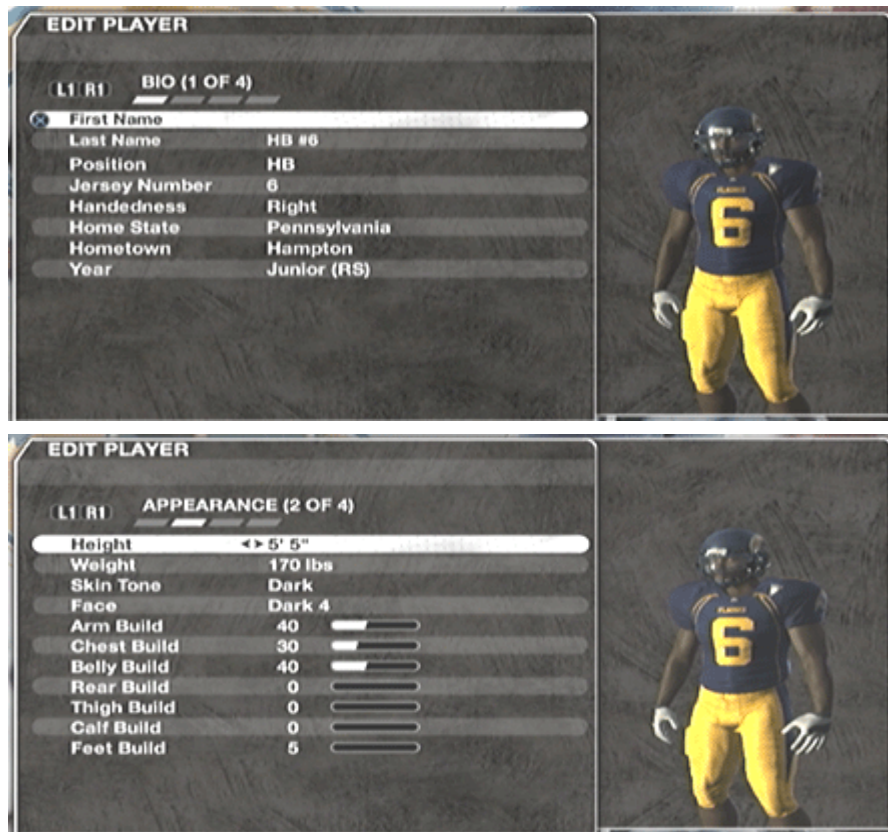 EDIT PLAYER
L1 R1 BIO (1 OF 4)
First Name
Last Name HB #6
Position HB
Jersey Number 6
Handedness Right
Home State Pennsylvania
Hometown Hampton
Year Junior (RS)
6
EDIT PLAYER
L1 R1 APPEARANCE (2 OF 4)
Height 5' 5"
Weight 170 lbs
Skin Tone Dark
Face Dark 4
Arm Build 40
Chest Build 30
Belly Build 40
Rear Build 0
Thigh Build 0
Calf Build 0
Feet Build 5
6